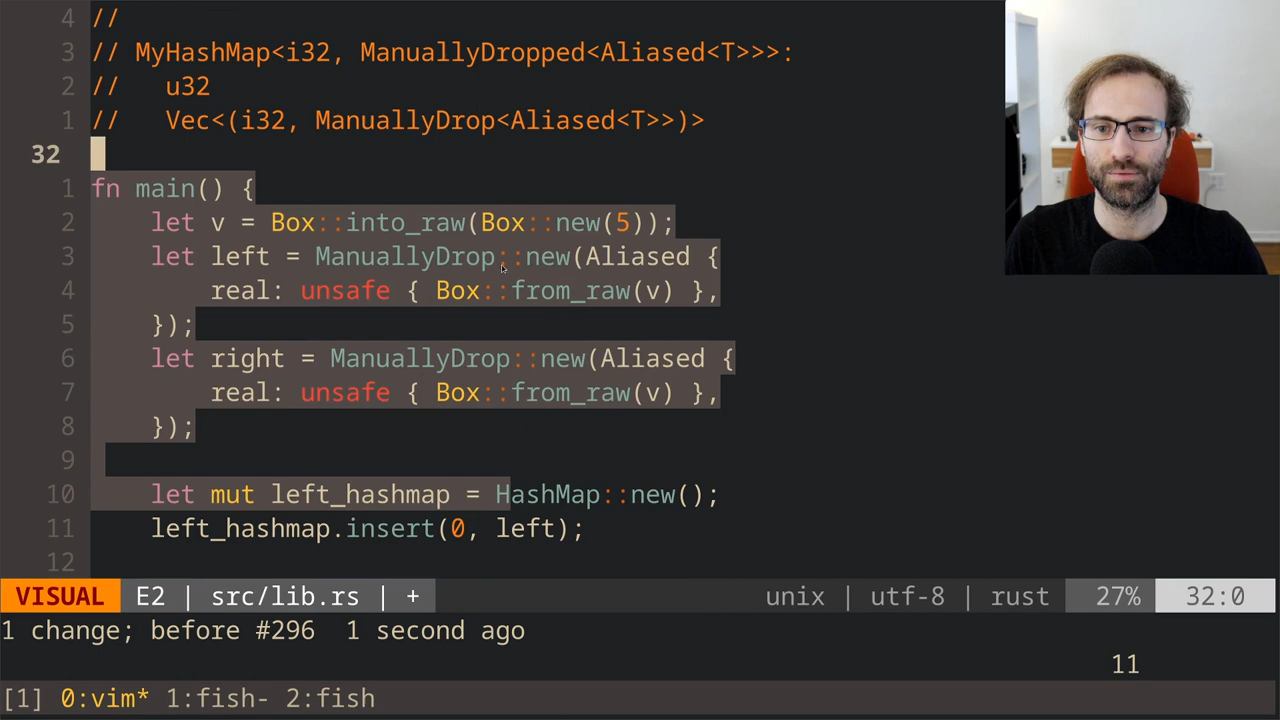 4 //
3 // MyHashMap<i32, ManuallyDropped<Aliased<T>>>:
2 //   u32
1 //   Vec<(i32, ManuallyDrop<Aliased<T>>)>
32
1 fn main() {
2     let v = Box::into_raw(Box::new(5));
3     let left = ManuallyDrop::new(Aliased {
4         real: unsafe { Box::from_raw(v) },
5     });
6     let right = ManuallyDrop::new(Aliased {
7         real: unsafe { Box::from_raw(v) },
8     });
9
10     let mut left_hashmap = HashMap::new();
11     left_hashmap.insert(0, left);
12
VISUAL E2 | src/lib.rs | + unix | utf-8 | rust 27% 32:0
1 change; before #296  1 second ago
11
[1] 0:vim* 1:fish- 2:fish